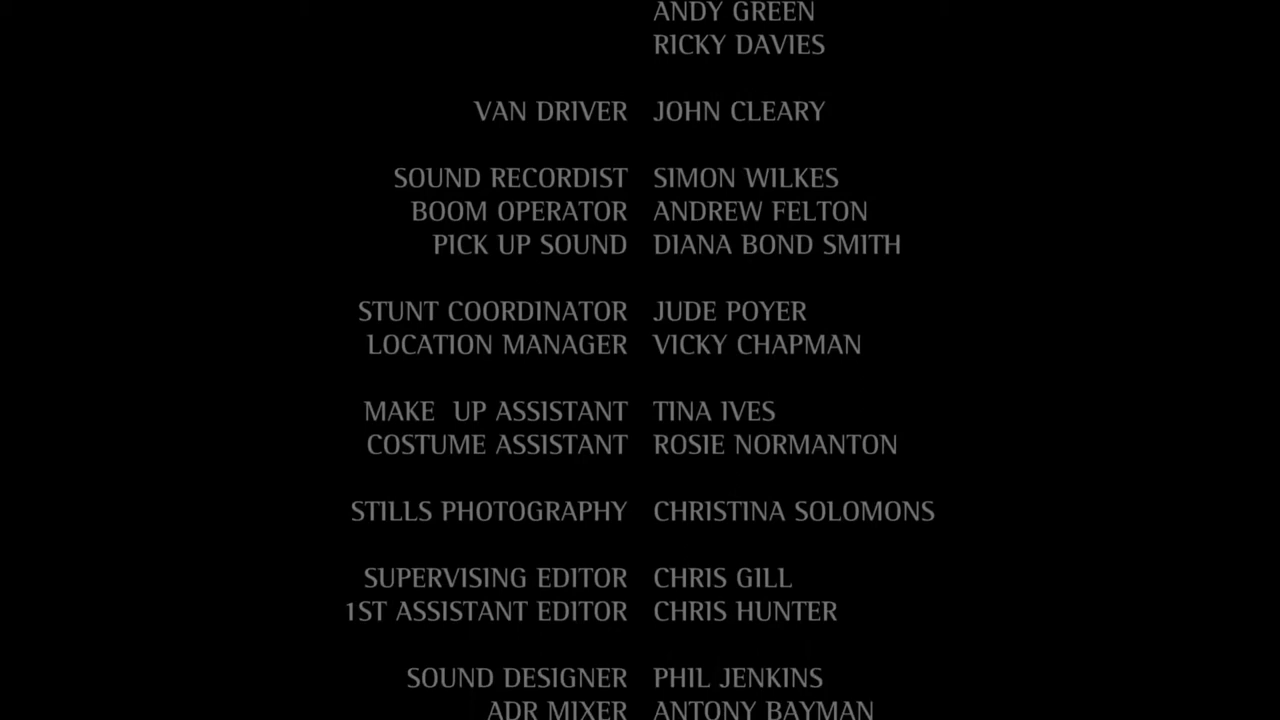 ANDY GREEN
RICKY DAVIES
VAN DRIVER JOHN CLEARY
SOUND RECORDIST SIMON WILKES
BOOM OPERATOR ANDREW FELTON
PICK UP SOUND DIANA BOND SMITH
STUNT COORDINATOR JUDE POYER
LOCATION MANAGER VICKY CHAPMAN
MAKE UP ASSISTANT TINA IVES
COSTUME ASSISTANT ROSIE NORMANTON
STILLS PHOTOGRAPHY CHRISTINA SOLOMONS
SUPERVISING EDITOR CHRIS GILL
1ST ASSISTANT EDITOR CHRIS HUNTER
SOUND DESIGNER PHIL JENKINS
ADR MIXER ANTONY BAYMAN